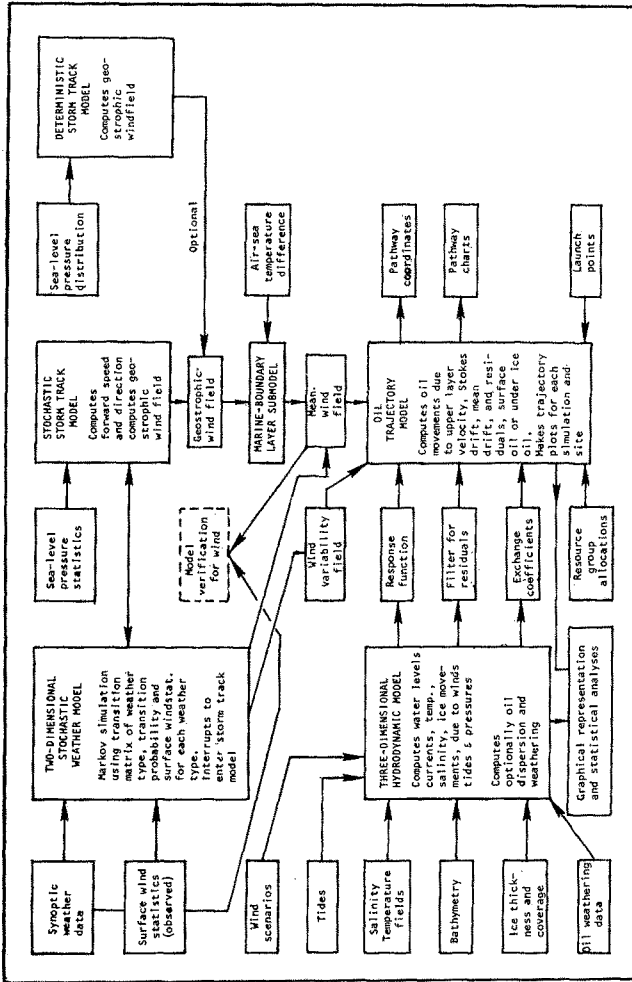 Synoptic
weather
data
Surface wind
statistics
(observed)
Wind
scenarios
Tides
Salinity
Temperature
fields
Bathymetry
Ice thick-
ness and
coverage
Oil weathering
data
TWO-DIMENSIONAL
STOCHASTIC
WEATHER MODEL
Markov simulation
using transition
matrix of weather
type, transition
probability and
surface windstat.
for each weather
type.
interrupts to
enter storm track
model
THREE-DIMENSIONAL
HYDRODYNAMIC MODEL
Computes water levels
currents, temp.,
salinity, ice move-
ments, due to winds
tides & pressures
Computes
optionally oil
dispersion and
weathering
Graphical representation
and statistical analyses
Sea-level
pressure
statistics
Model
verification
for wind
Wind
variability
field
Response
function
Filter for
residuals
Exchange
coefficients
Resource
group
allocations
STOCHASTIC
STORM TRACK
MODEL
Computes
forward speed
and direction
computes geo-
strophic
wind field
Geostrophic
wind field
MARINE-BOUNDARY
LAYER SUBMODEL
Mean.
wind
field
OIL
TRAJECTORY
MODEL
Computes oil
movements due
to upper layer
velocity, Stokes
drift, mean
drift, and resi-
duals, surface
oil or under ice
oil.
Makes trajectory
plots for each
simulation and
site
Sea-level
pressure
distribution
Optional
Air-sea
temperature
difference
Pathway
coordinates
Pathway
charts
Launch
points
DETERMINISTIC
STORM TRACK
MODEL
Computes geo-
strophic
windfield